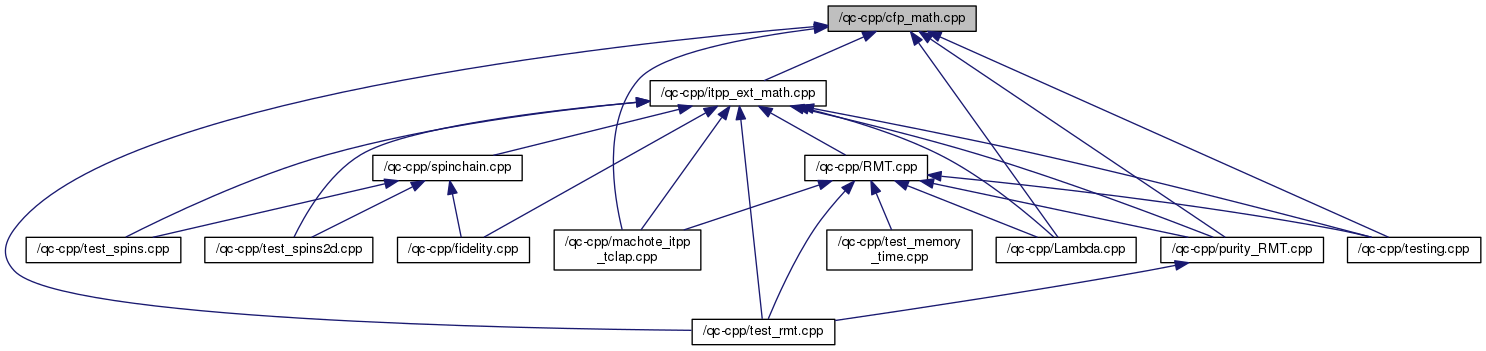 /qc-cpp/cfp_math.cpp
/qc-cpp/itpp_ext_math.cpp
/qc-cpp/spinchain.cpp
/qc-cpp/RMT.cpp
/qc-cpp/test_spins.cpp
/qc-cpp/test_spins2d.cpp
/qc-cpp/fidelity.cpp
/qc-cpp/machote_itpp
_tclap.cpp
/qc-cpp/test_memory
_time.cpp
/qc-cpp/Lambda.cpp
/qc-cpp/purity_RMT.cpp
/qc-cpp/testing.cpp
/qc-cpp/test_rmt.cpp